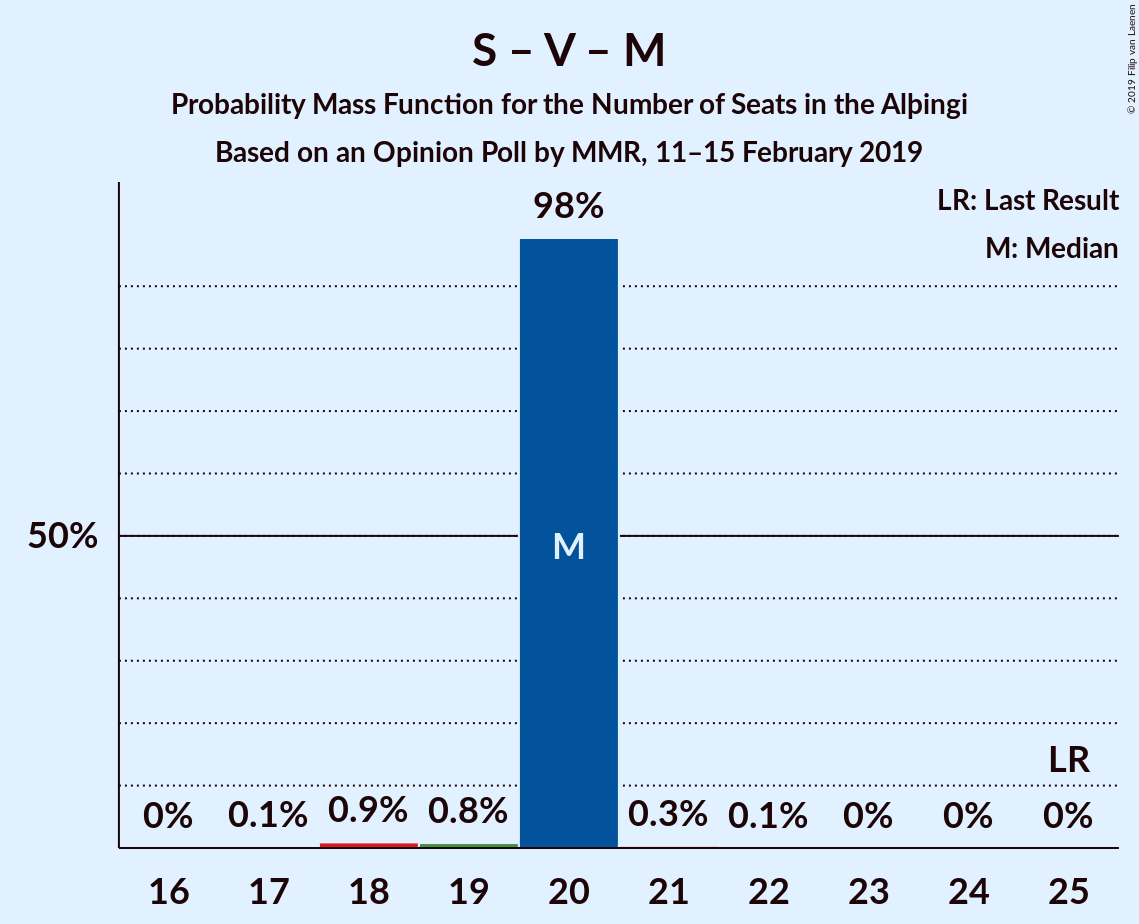 S – V – M
Probability Mass Function for the Number of Seats in the Alþingi
Based on an Opinion Poll by MMR, 11–15 February 2019
© 2019 Filip van Laenen
LR: Last Result
M: Median
98%
50%
M
LR
0% 0.1% 0.9% 0.8% 0.3% 0.1% 0% 0% 0%
16 17 18 19 20 21 22 23 24 25